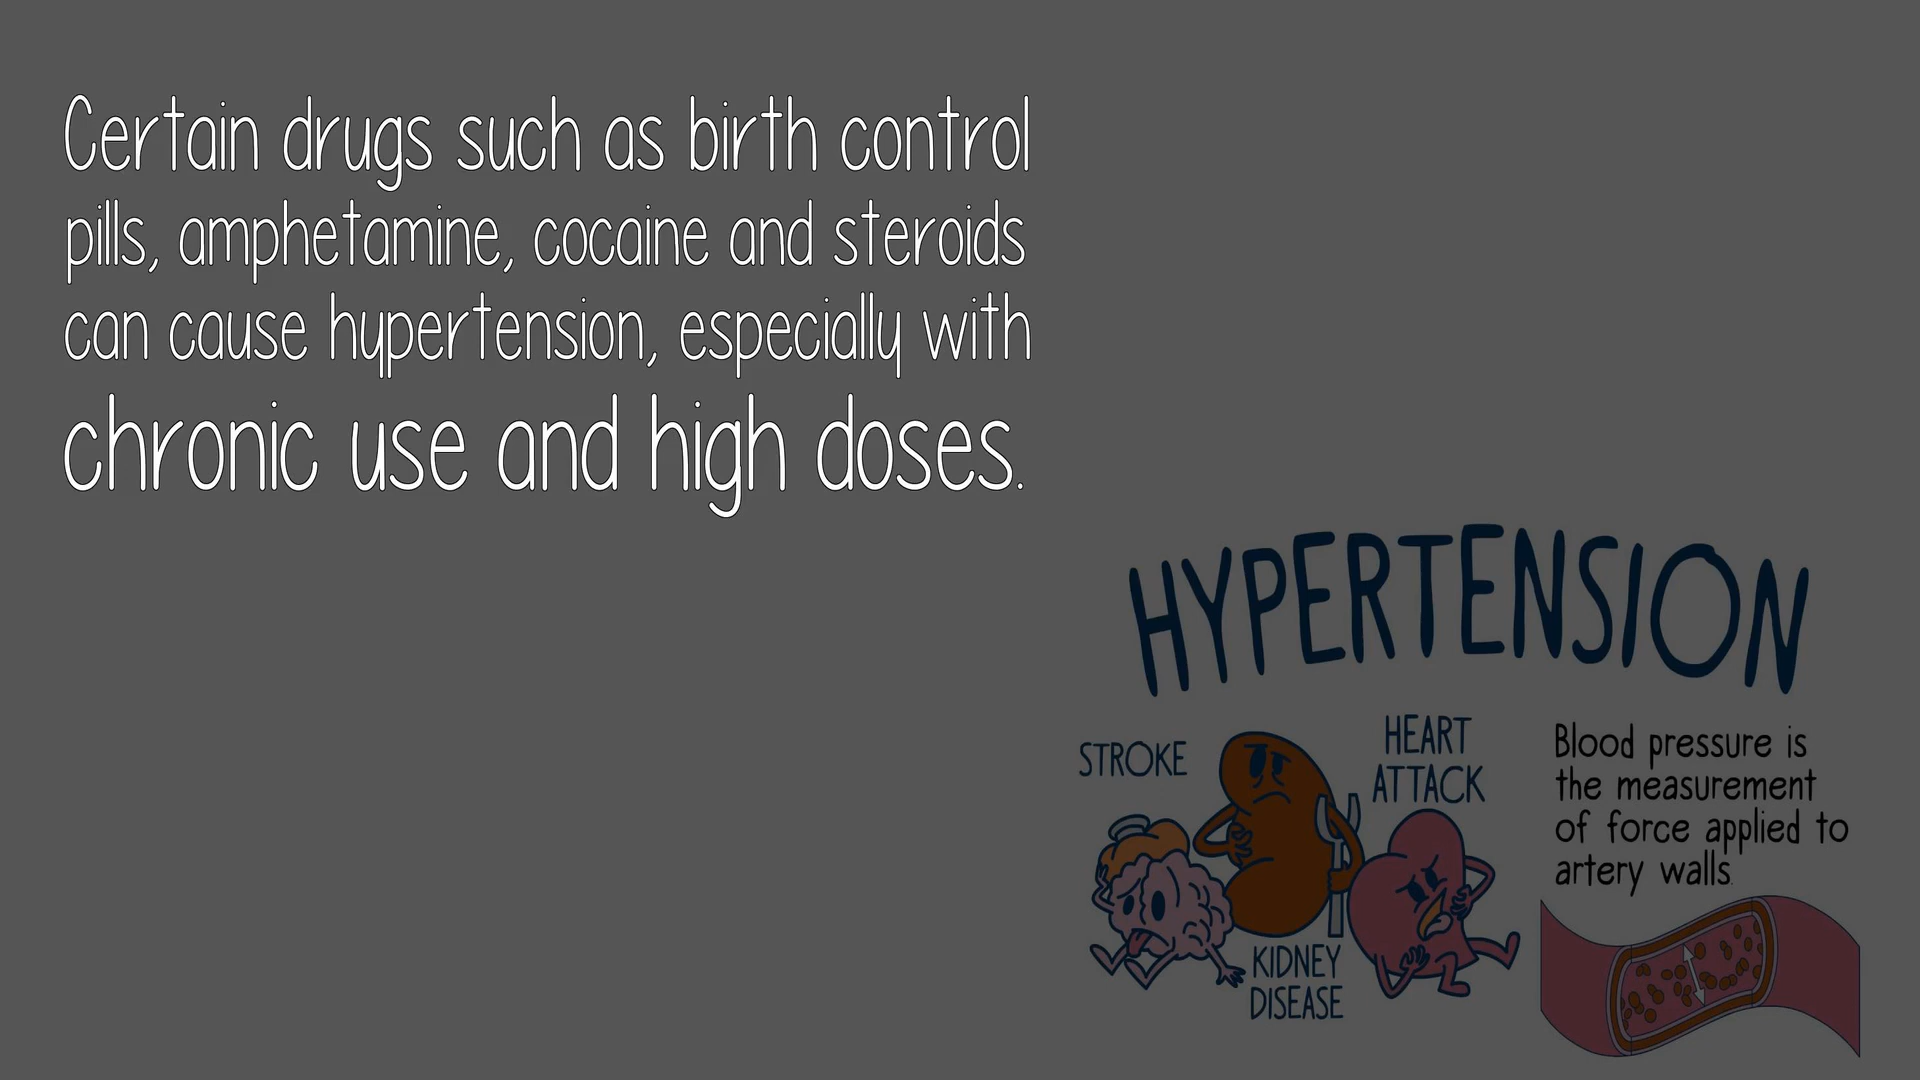 Certain drugs such as birth control
pills, amphetamine, cocaine and steroids
can cause hypertension, especially with
chronic use and high doses.
HYPERTENSION
STROKE
HEART
ATTACK
KIDNEY
DISEASE
Blood pressure is
the measurement
of force applied to
artery walls.